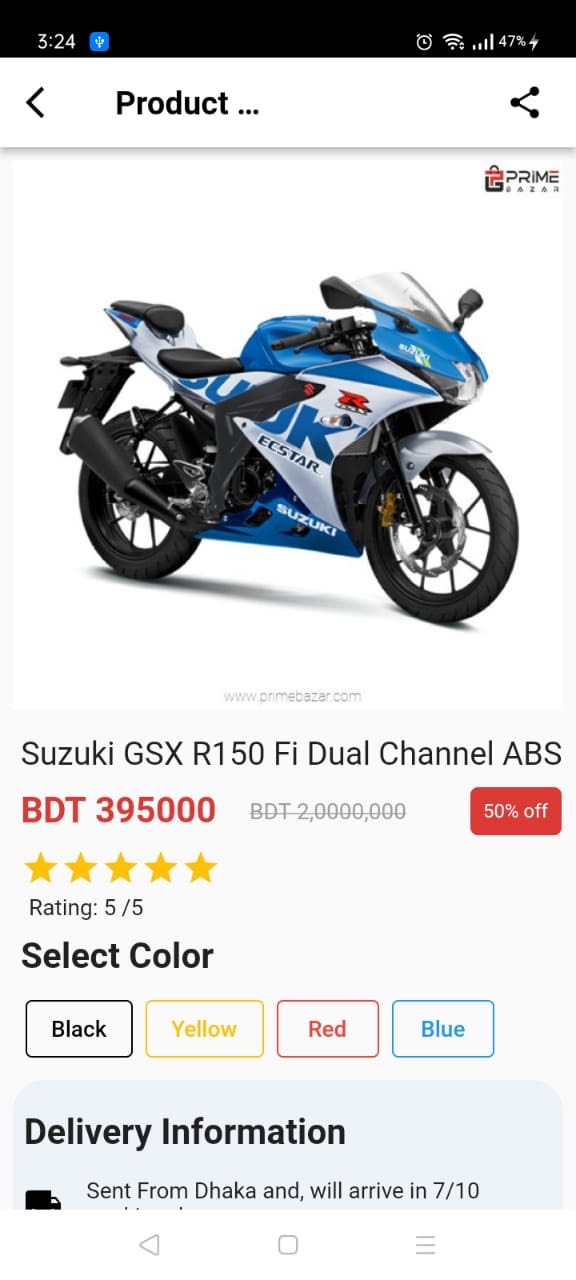 3:24
47%
Product ...
PRIME
BAZAR
SUZUKI
R
GSX
SUZUKI
ECSTAR
SUZUKI
www.primebazar.com
Suzuki GSX R150 Fi Dual Channel ABS
BDT 395000 BDT 2,0000,000 50% off
Rating: 5 /5
Select Color
Black Yellow Red Blue
Delivery Information
Sent From Dhaka and, will arrive in 7/10